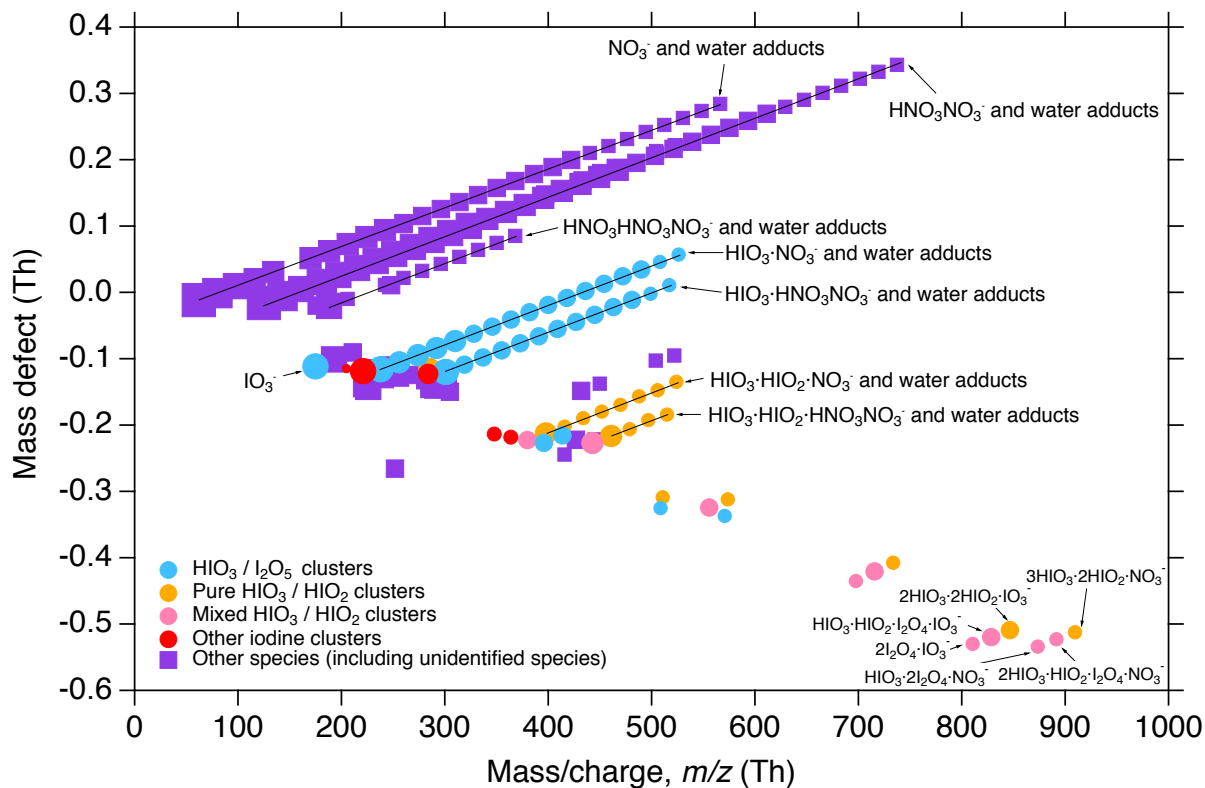 0.4
0.3
0.2
0.1
0.0
-0.1
-0.2
-0.3
-0.4
-0.5
-0.6
Mass defect (Th)
NO₃⁻ and water adducts
HNO₃NO₃⁻ and water adducts
HNO₃HNO₃NO₃⁻ and water adducts
HIO₃·NO₃⁻ and water adducts
HIO₃·HNO₃NO₃⁻ and water adducts
IO₃⁻
HIO₃·HIO₂·NO₃⁻ and water adducts
HIO₃·HIO₂·HNO₃NO₃⁻ and water adducts
HIO₃ / I₂O₅ clusters
Pure HIO₃ / HIO₂ clusters
Mixed HIO₃ / HIO₂ clusters
Other iodine clusters
Other species (including unidentified species)
3HIO₃·2HIO₂·NO₃⁻
2HIO₃·2HIO₂·IO₃⁻
HIO₃·HIO₂·I₂O₄·IO₃⁻
2I₂O₄·IO₃⁻
HIO₃·2I₂O₄·NO₃⁻
2HIO₃·HIO₂·I₂O₄·NO₃⁻
0 100 200 300 400 500 600 700 800 900 1000
Mass/charge, m/z (Th)